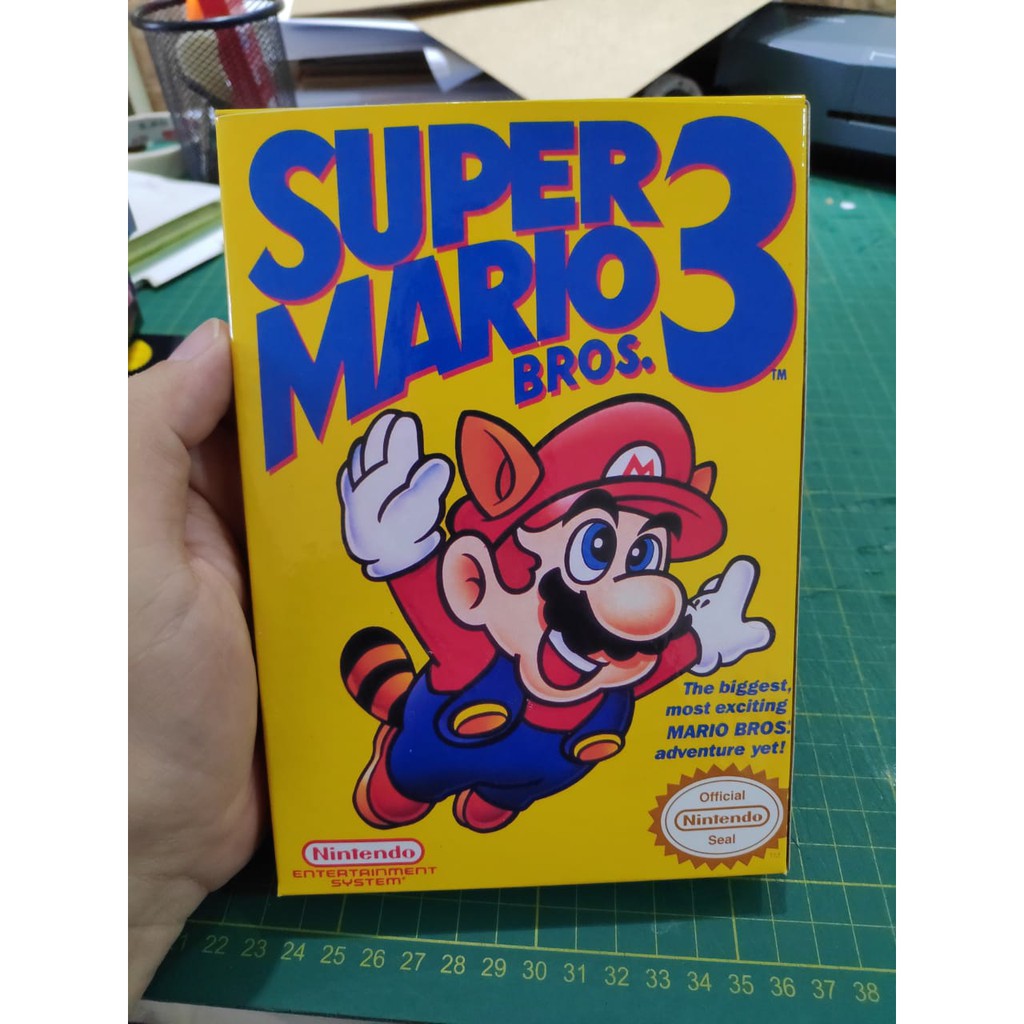 SUPER
MARIO 3
BROS. TM
M
The biggest,
most exciting
MARIO BROS.
adventure yet!
Official
Nintendo
Seal
Nintendo
ENTERTAINMENT
SYSTEM
22 23 24 25 26 27 28 29 30 31 32 33 34 35 36 37 38